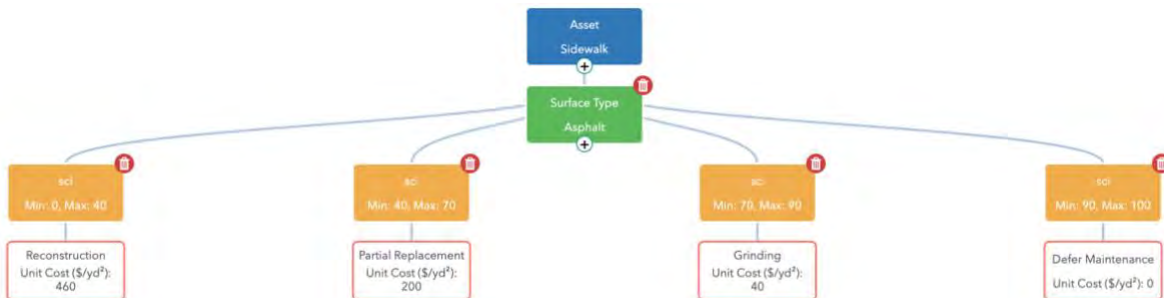 Asset
Sidewalk
Surface Type
Asphalt
sci
Min: 0, Max: 40
sci
Min: 40, Max: 70
sci
Min: 70, Max: 90
sci
Min: 90, Max: 100
Reconstruction
Unit Cost ($/yd²):
460
Partial Replacement
Unit Cost ($/yd²):
200
Grinding
Unit Cost ($/yd²):
40
Defer Maintenance
Unit Cost ($/yd²): 0